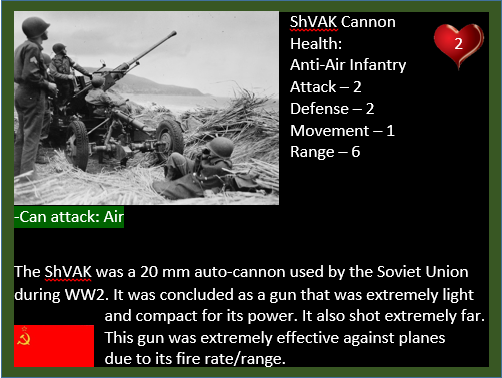 ShVAK Cannon
Health:
2
Anti-Air Infantry
Attack – 2
Defense – 2
Movement – 1
Range – 6
-Can attack: Air
The ShVAK was a 20 mm auto-cannon used by the Soviet Union
during WW2. It was concluded as a gun that was extremely light
and compact for its power. It also shot extremely far.
This gun was extremely effective against planes
due to its fire rate/range.